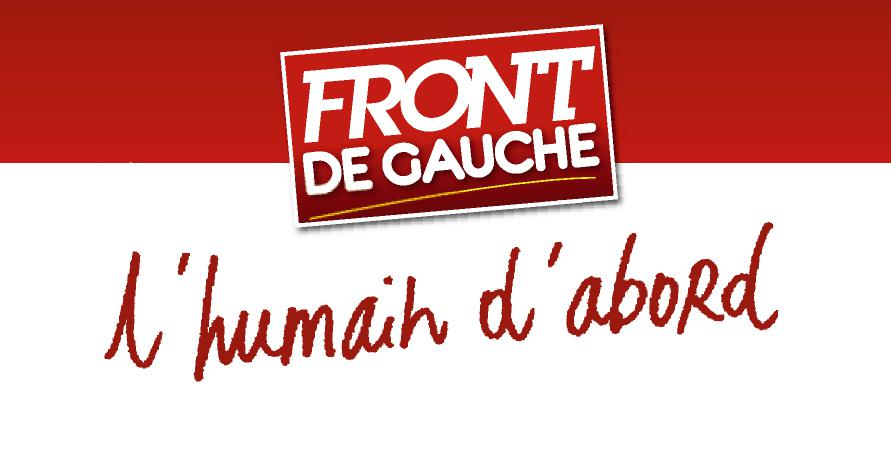 FRONT
DE GAUCHE
l'humain d'abord